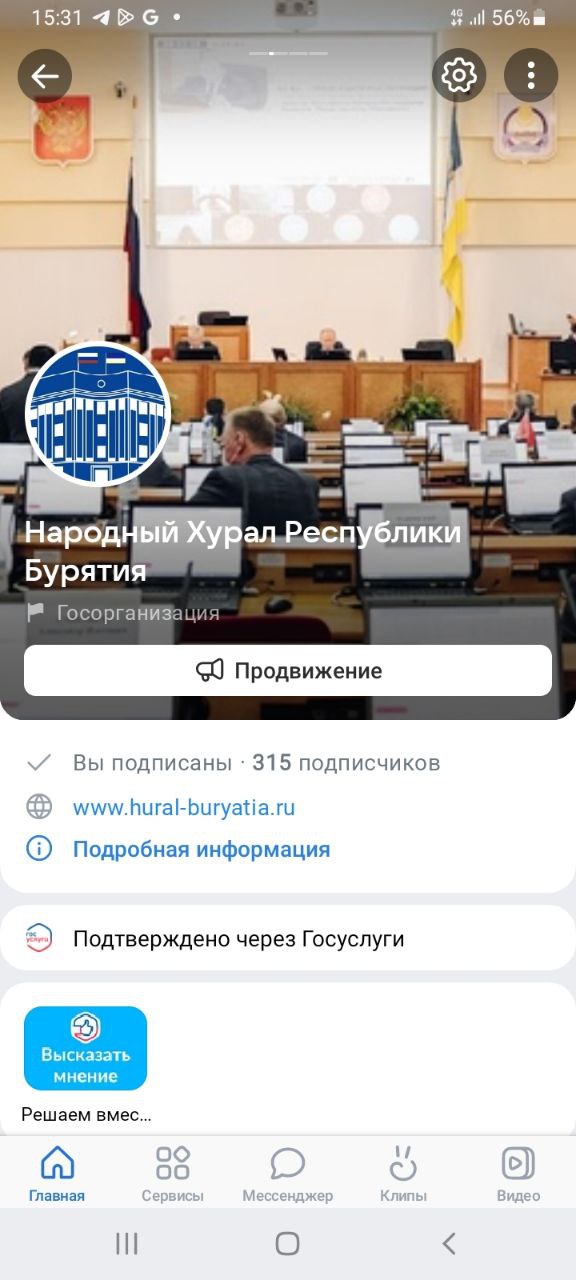 15:31
4G
56%
Народный Хурал Республики
Бурятия
Госорганизация
Продвижение
Вы подписаны · 315 подписчиков
www.hural-buryatia.ru
Подробная информация
гос
услуги
Подтверждено через Госуслуги
Высказать
мнение
Решаем вмес...
Главная
Сервисы
Мессенджер
Клипы
Видео